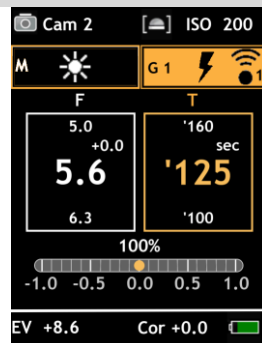 Cam 2 ISO 200
M G 1 1
F T
5.0 '160
+0.0 sec
5.6 '125
6.3 '100
100%
-1.0 -0.5 0.0 0.5 1.0
EV +8.6 Cor +0.0